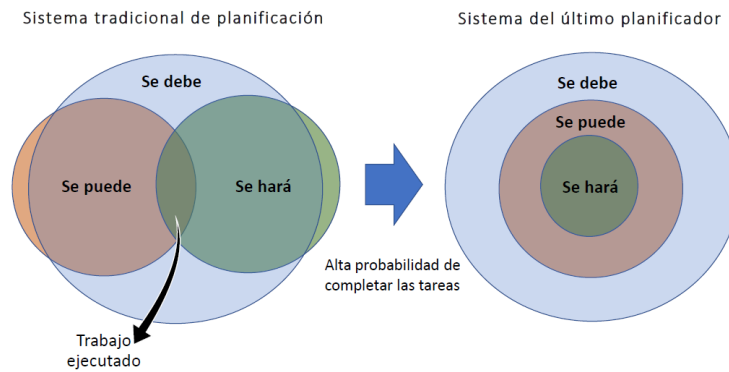 Sistema tradicional de planificación
Se debe
Se puede
Se hará
Trabajo
ejecutado
Alta probabilidad de
completar las tareas
Sistema del último planificador
Se debe
Se puede
Se hará